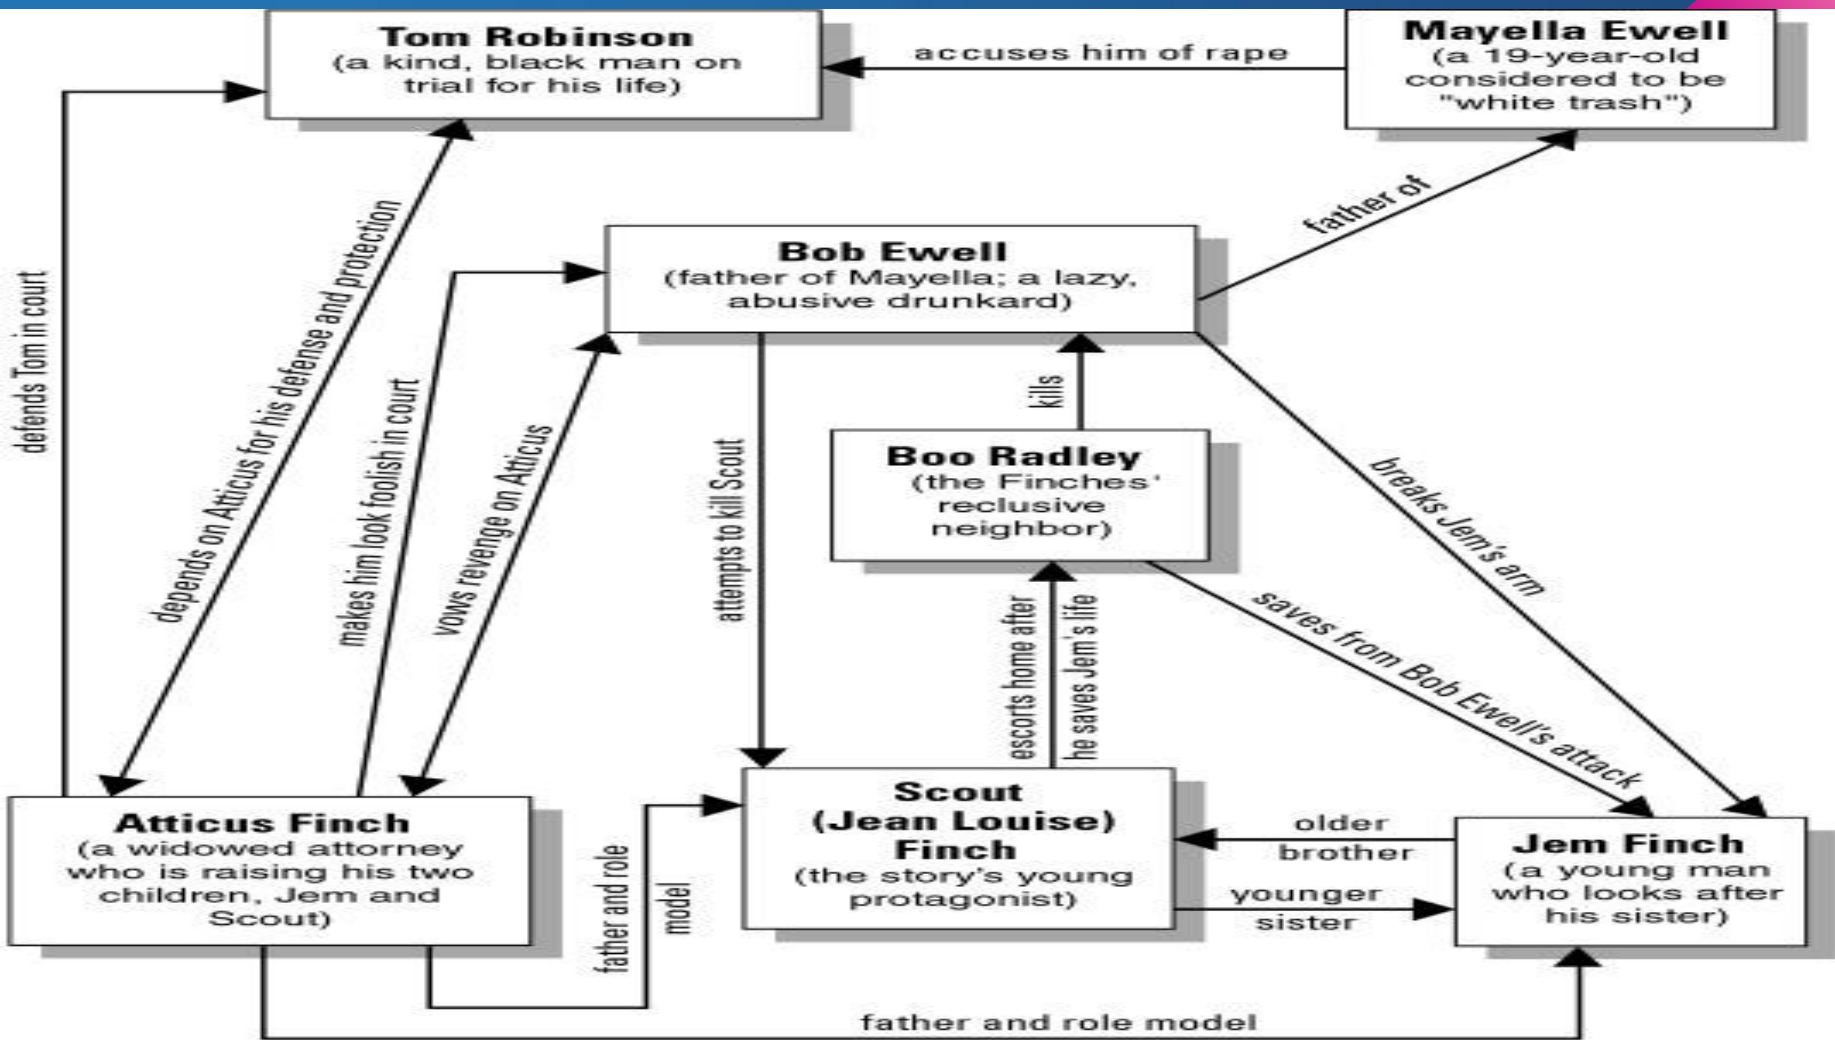 Tom Robinson
(a kind, black man on
trial for his life)
accuses him of rape
Mayella Ewell
(a 19-year-old
considered to be
"white trash")
father of
Bob Ewell
(father of Mayella; a lazy,
abusive drunkard)
defends Tom in court
depends on Atticus for his defense and protection
makes him look foolish in court
vows revenge on Atticus
attempts to kill Scout
kills
Boo Radley
(the Finches'
reclusive
neighbor)
breaks Jem's arm
saves from Bob Ewell's attack
escorts home after
he saves Jem's life
Atticus Finch
(a widowed attorney
who is raising his two
children, Jem and
Scout)
father and role
model
Scout
(Jean Louise)
Finch
(the story's young
protagonist)
older
brother
younger
sister
Jem Finch
(a young man
who looks after
his sister)
father and role model